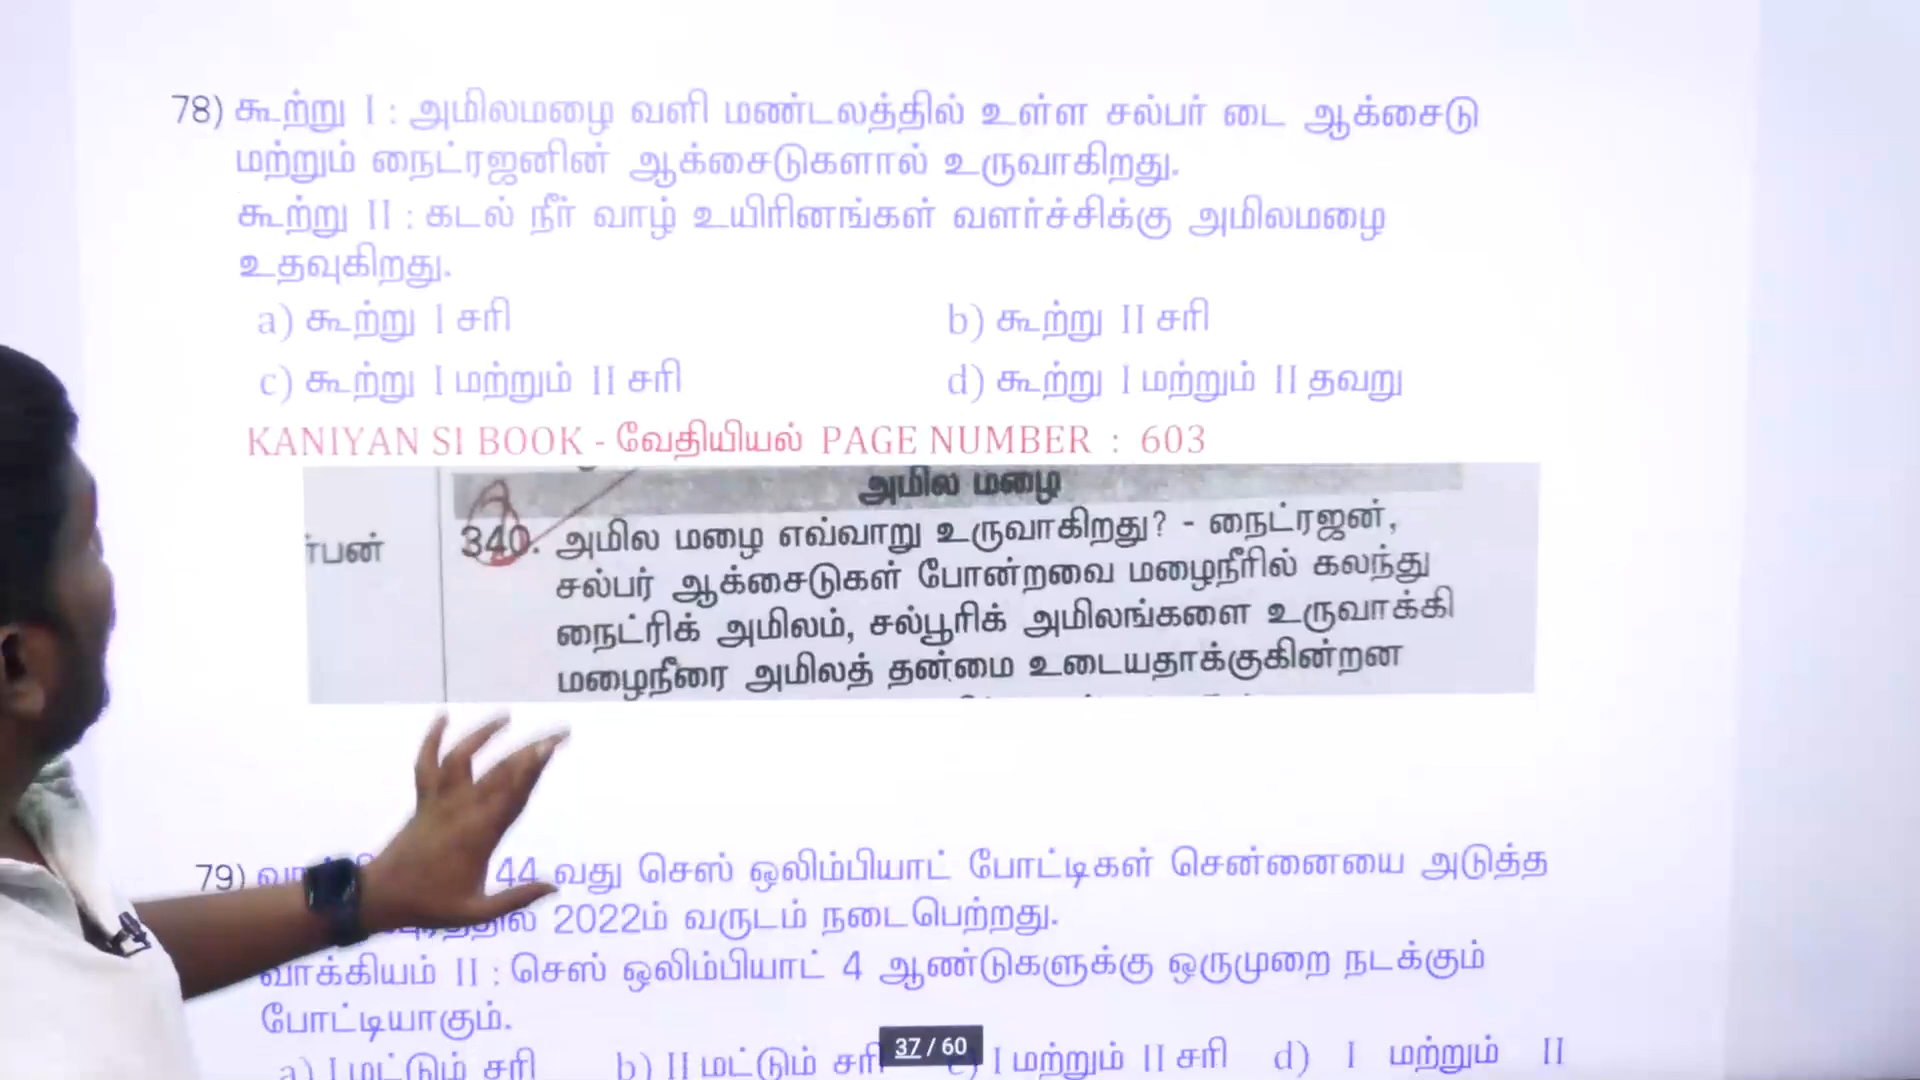 78) கூற்று I : அமிலமழை வளி மண்டலத்தில் உள்ள சல்பர் டை ஆக்சைடு
மற்றும் நைட்ரஜனின் ஆக்சைடுகளால் உருவாகிறது.
கூற்று II : கடல் நீர் வாழ் உயிரினங்கள் வளர்ச்சிக்கு அமிலமழை
உதவுகிறது.
a) கூற்று I சரி b) கூற்று II சரி
c) கூற்று I மற்றும் II சரி d) கூற்று I மற்றும் II தவறு
KANIYAN SI BOOK - வேதியியல் PAGE NUMBER : 603
அமில மழை
ர்பன்
340. அமில மழை எவ்வாறு உருவாகிறது? - நைட்ரஜன்,
சல்பர் ஆக்சைடுகள் போன்றவை மழைநீரில் கலந்து
நைட்ரிக் அமிலம், சல்பூரிக் அமிலங்களை உருவாக்கி
மழைநீரை அமிலத் தன்மை உடையதாக்குகின்றன
79) 44 வது செஸ் ஒலிம்பியாட் போட்டிகள் சென்னையை அடுத்த
2022ம் வருடம் நடைபெற்றது.
வாக்கியம் II : செஸ் ஒலிம்பியாட் 4 ஆண்டுகளுக்கு ஒருமுறை நடக்கும்
போட்டியாகும்.
a) I மட்டும் சரி b) II மட்டும் சரி c) I மற்றும் II சரி d) I மற்றும் II
37 / 60